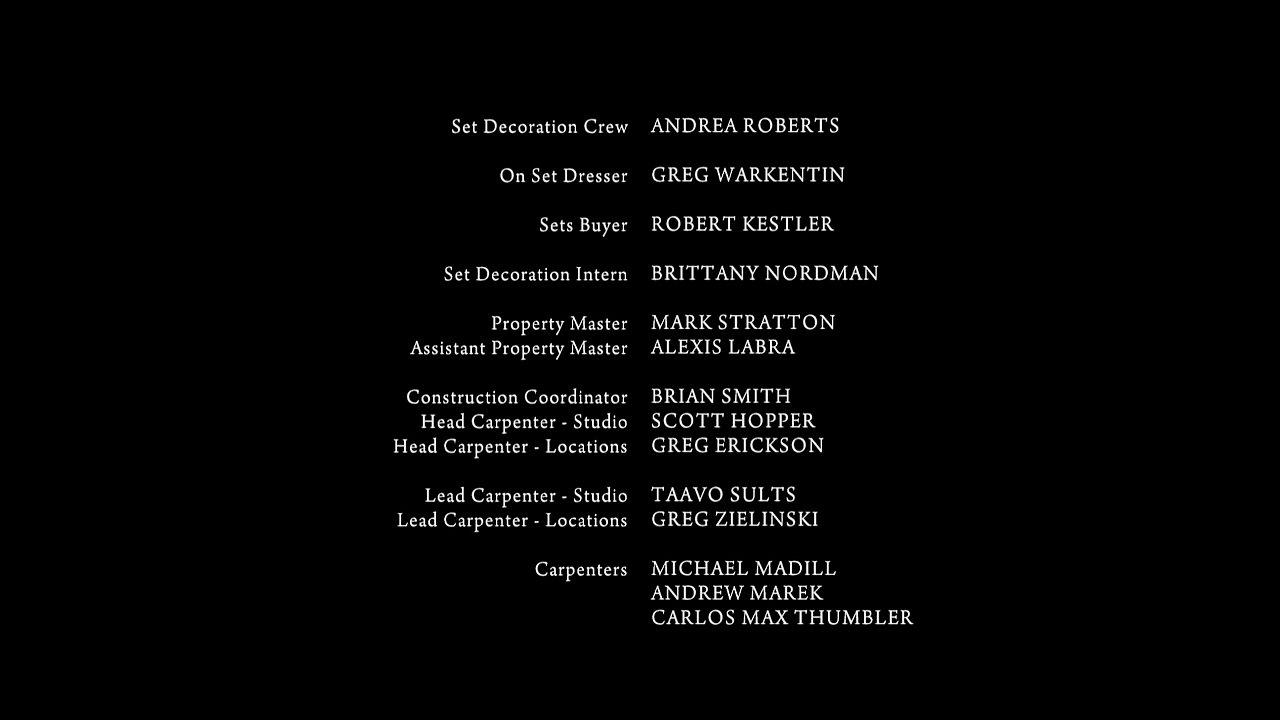 Set Decoration Crew ANDREA ROBERTS
On Set Dresser GREG WARKENTIN
Sets Buyer ROBERT KESTLER
Set Decoration Intern BRITTANY NORDMAN
Property Master MARK STRATTON
Assistant Property Master ALEXIS LABRA
Construction Coordinator BRIAN SMITH
Head Carpenter - Studio SCOTT HOPPER
Head Carpenter - Locations GREG ERICKSON
Lead Carpenter - Studio TAAVO SULTS
Lead Carpenter - Locations GREG ZIELINSKI
Carpenters MICHAEL MADILL
ANDREW MAREK
CARLOS MAX THUMBLER